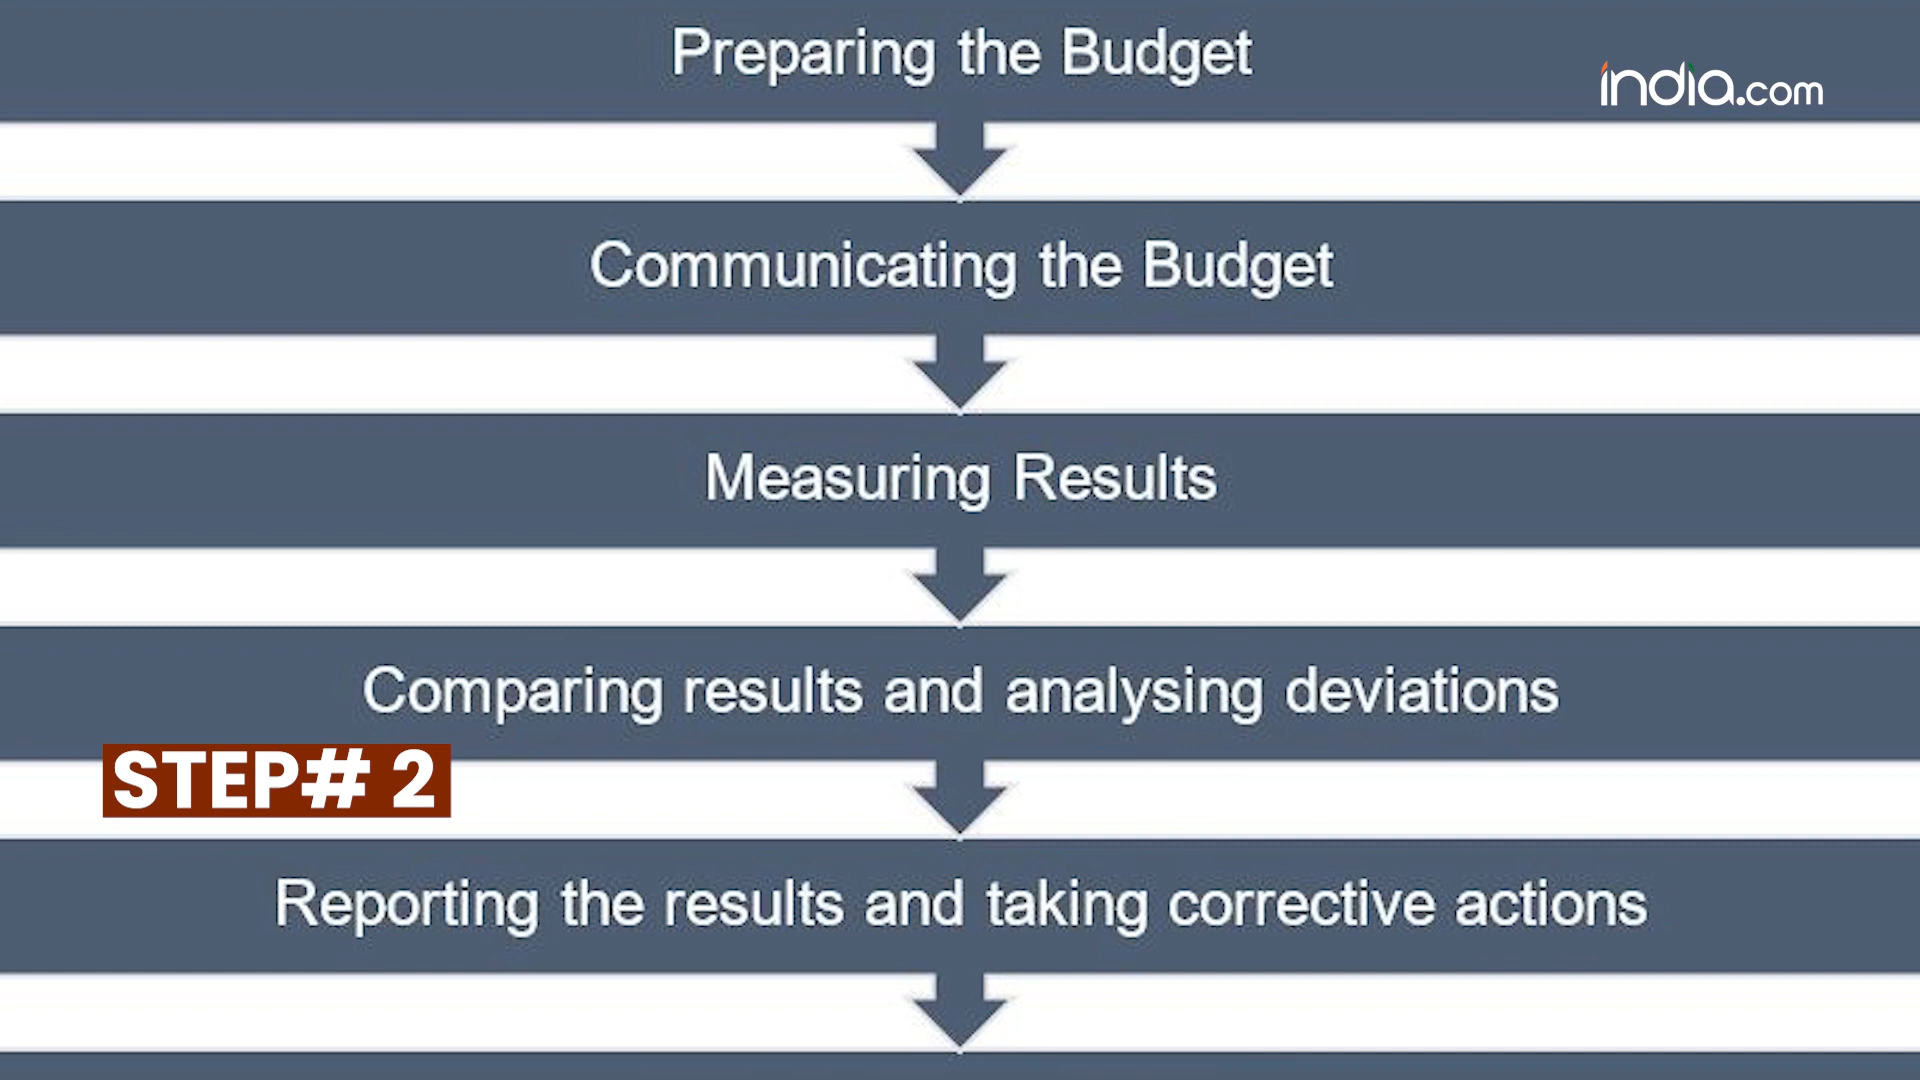 Preparing the Budget
india.com
Communicating the Budget
Measuring Results
Comparing results and analysing deviations
STEP# 2
Reporting the results and taking corrective actions